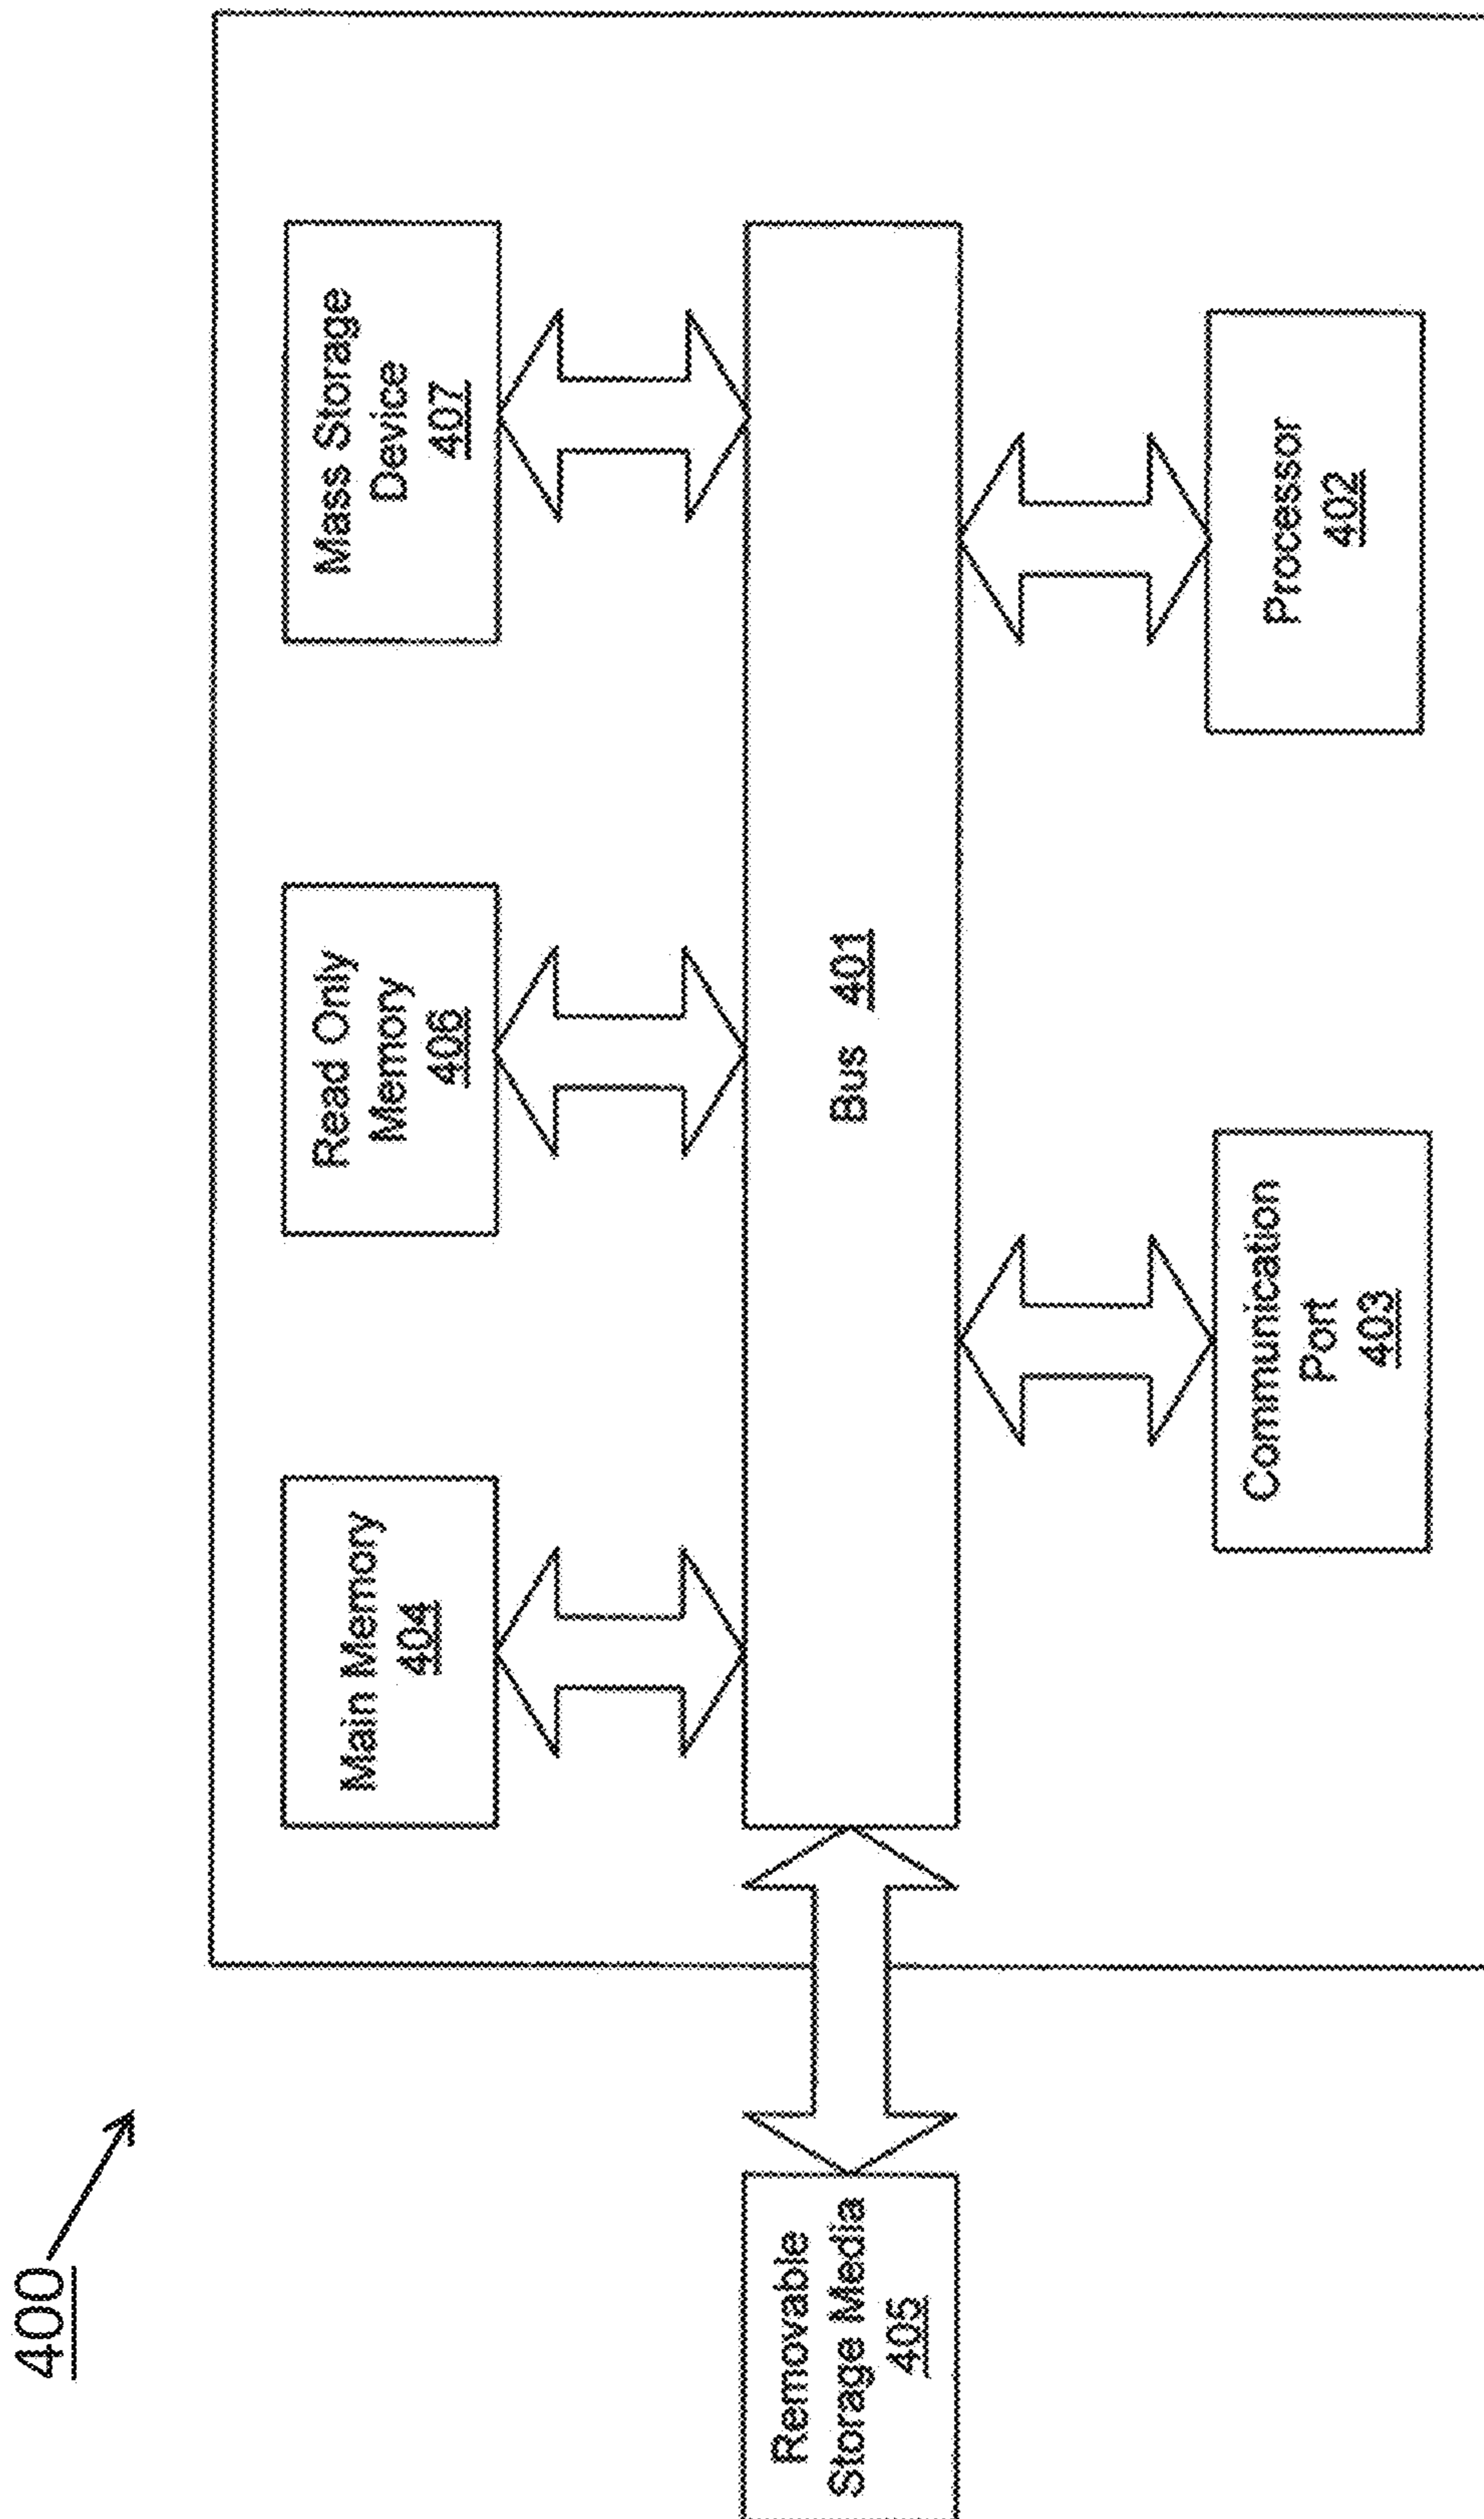 400
Main Memory
404
Read Only
Memory
406
Mass Storage
Device
407
Removable
Storage Media
405
Bus 401
Communication
Port
403
Processor
402